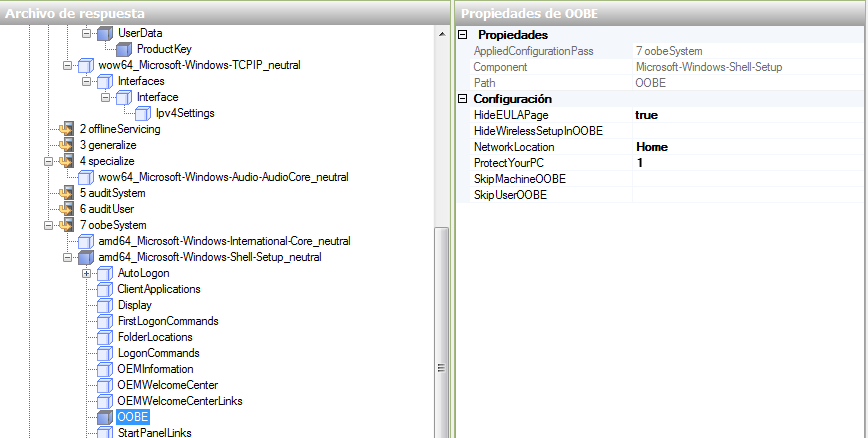 Archivo de respuesta
UserData
ProductKey
wow64_Microsoft-Windows-TCPIP_neutral
Interfaces
Interface
Ipv4Settings
2 offlineServicing
3 generalize
4 specialize
wow64_Microsoft-Windows-Audio-AudioCore_neutral
5 auditSystem
6 auditUser
7 oobeSystem
amd64_Microsoft-Windows-International-Core_neutral
amd64_Microsoft-Windows-Shell-Setup_neutral
AutoLogon
ClientApplications
Display
FirstLogonCommands
FolderLocations
LogonCommands
OEMInformation
OEMWelcomeCenter
OEMWelcomeCenterLinks
OOBE
StartPanelLinks
Propiedades de OOBE
Propiedades
AppliedConfigurationPass 7 oobeSystem
Component Microsoft-Windows-Shell-Setup
Path OOBE
Configuración
HideEULAPage true
HideWirelessSetupInOOBE
NetworkLocation Home
ProtectYourPC 1
SkipMachineOOBE
SkipUserOOBE